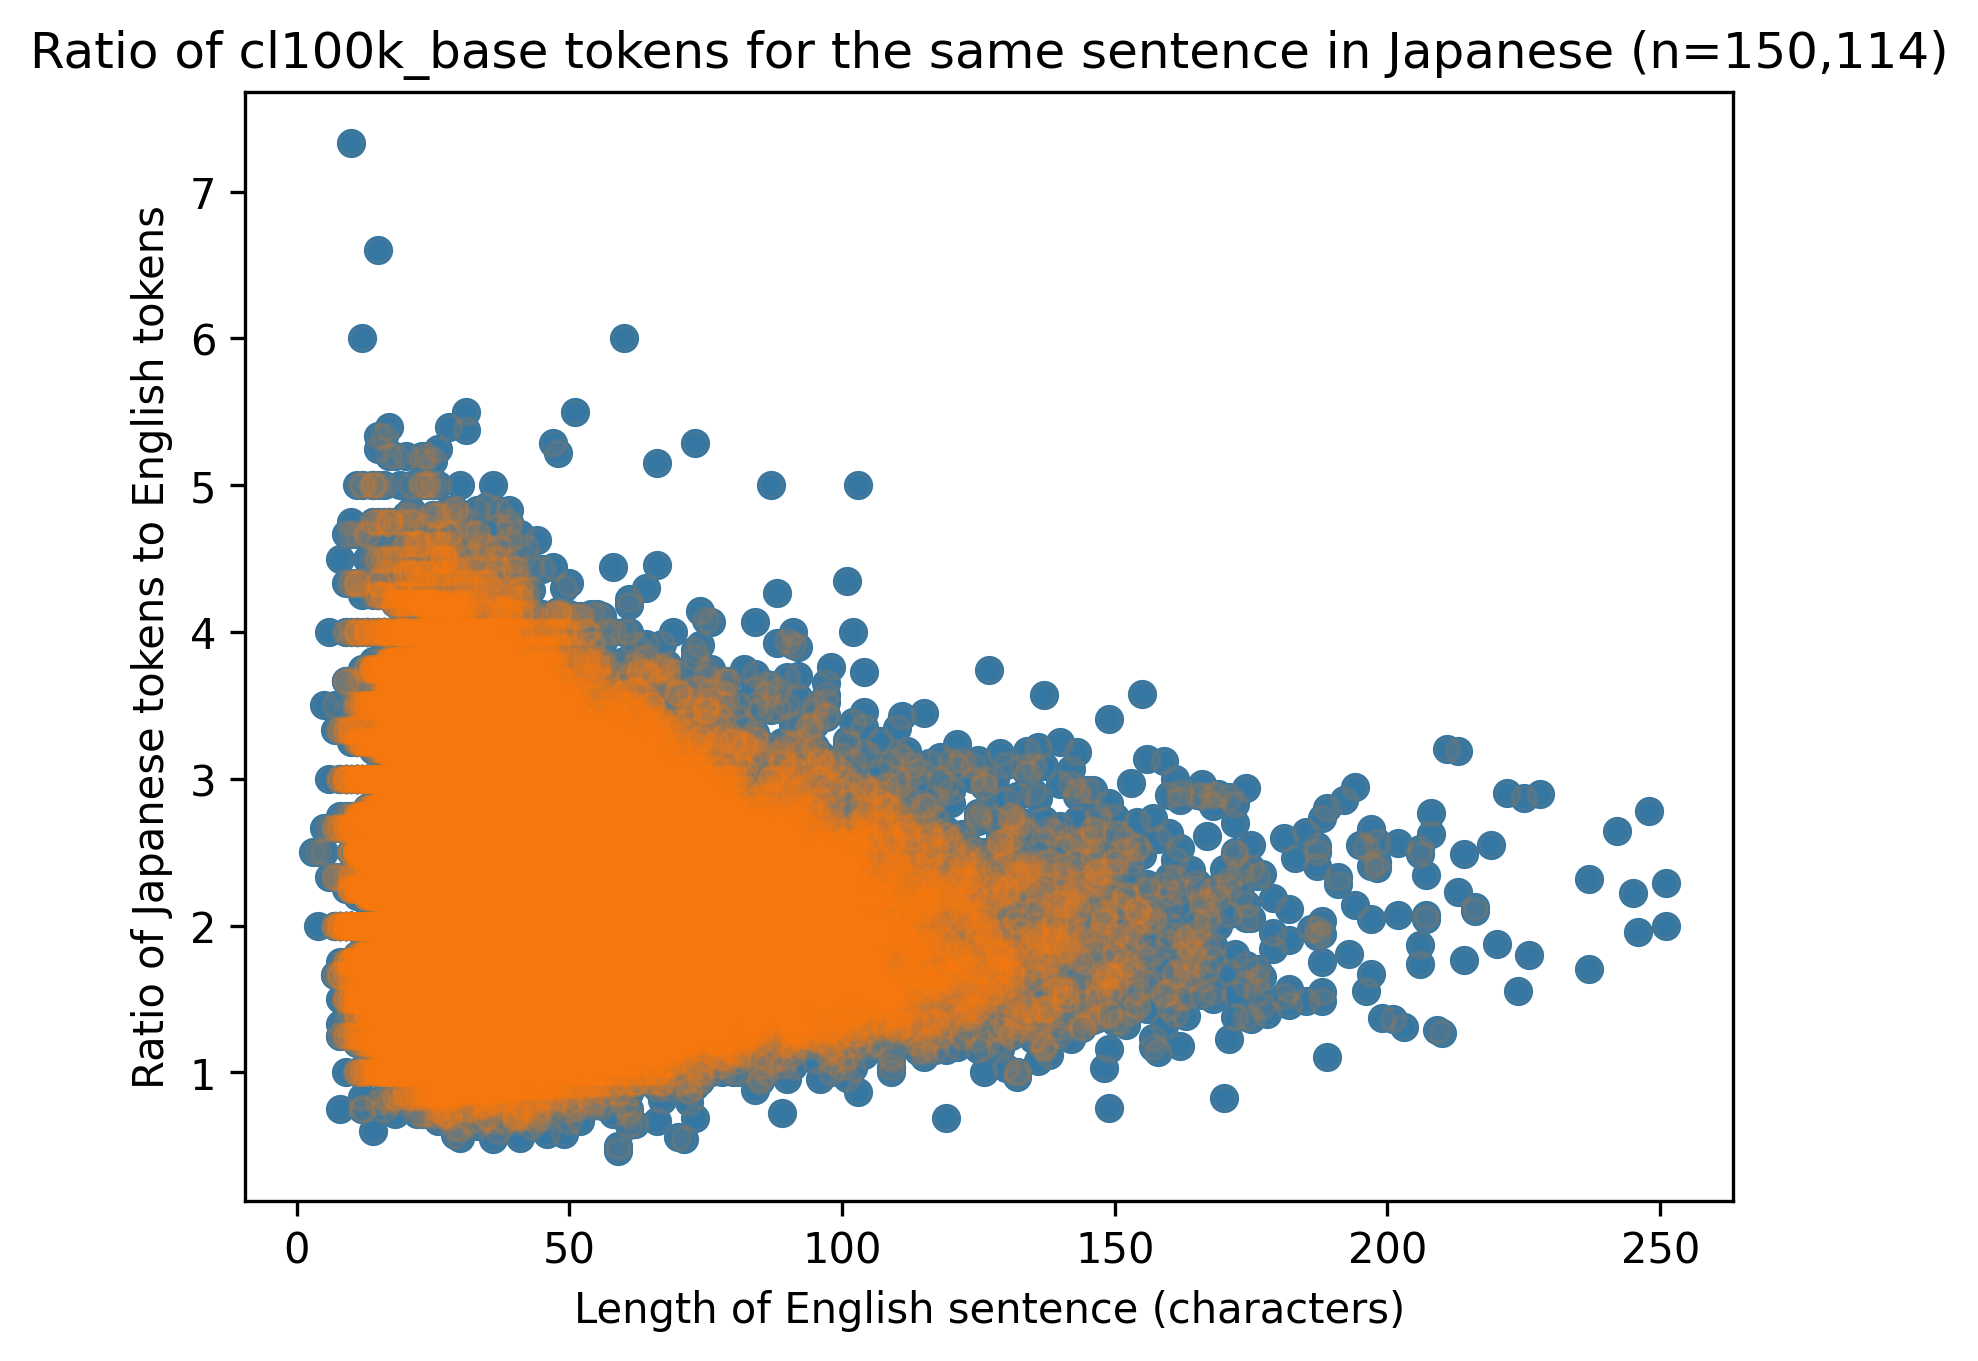 Ratio of cl100k_base tokens for the same sentence in Japanese (n=150,114)
Ratio of Japanese tokens to English tokens
7
6
5
4
3
2
1
0 50 100 150 200 250
Length of English sentence (characters)